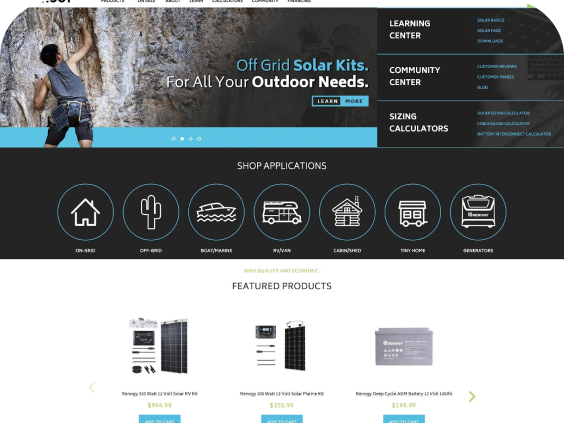 PRODUCTS ON SALE ABOUT LEARN CALCULATORS COMMUNITY FINANCING
Off Grid Solar Kits.
For All Your Outdoor Needs.
LEARN MORE
LEARNING
CENTER
SOLAR BASICS
SOLAR FAQS
DOWNLOADS
COMMUNITY
CENTER
CUSTOMER REVIEWS
CUSTOMER IMAGES
BLOG
SIZING
CALCULATORS
SOLAR SIZING CALCULATOR
CABLE GAUGE CALCULATOR
BATTERY INTERCONNECT CALCULATOR
SHOP APPLICATIONS
RENOGY
ON-GRID
OFF-GRID
BOAT/MARINE
RV/VAN
CABIN/SHED
TINY HOME
GENERATORS
HIGH QUALITY AND ECONOMIC.
FEATURED PRODUCTS
RENOGY
Renogy 320 Watt 12 Volt Solar RV Kit
Renogy 100 Watt 12 Volt Solar Marine Kit
Renogy Deep Cycle AGM Battery 12 Volt 100Ah
$994.99
$355.99
$199.99
ADD TO CART
ADD TO CART
ADD TO CART